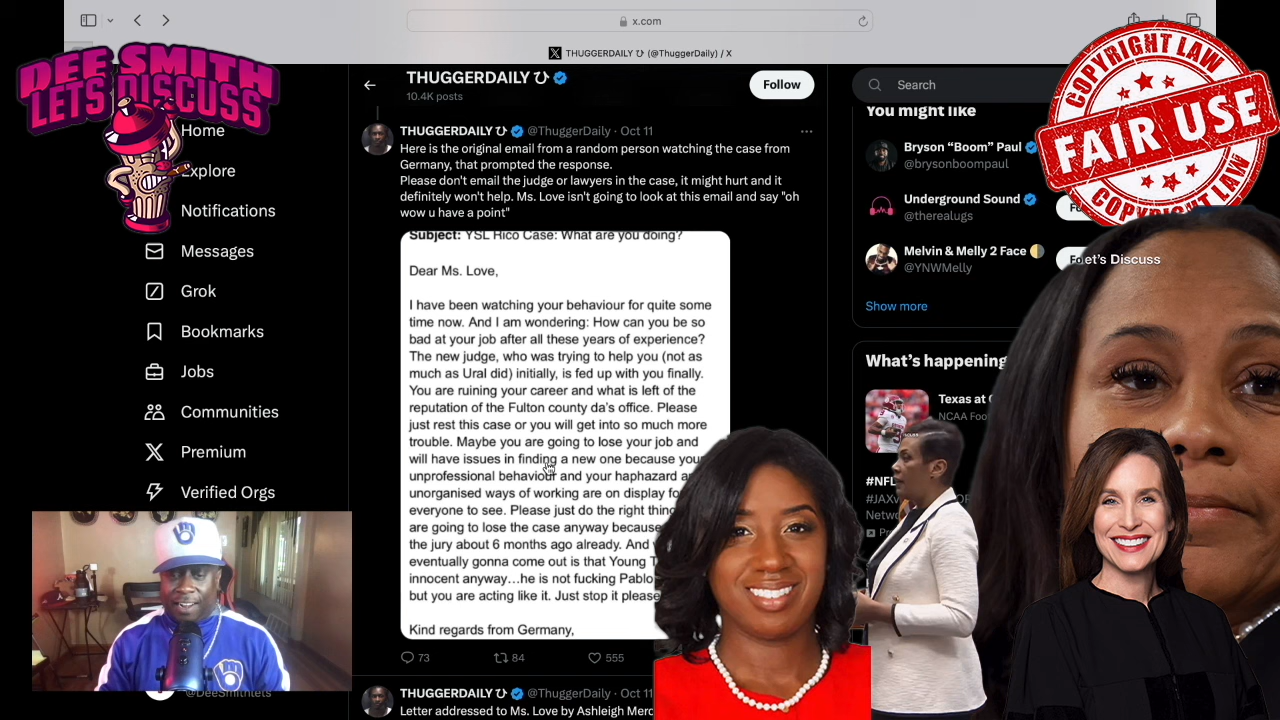 x.com
THUGGERDAILY ひ (@ThuggerDaily) / X
DEE SMITH
LETS DISCUSS
Home
Explore
Notifications
Messages
Grok
Bookmarks
Jobs
Communities
Premium
Verified Orgs
@DeeSmithlets
THUGGERDAILY ひ
10.4K posts
Follow
THUGGERDAILY ひ @ThuggerDaily · Oct 11
Here is the original email from a random person watching the case from
Germany, that prompted the response.
Please don't email the judge or lawyers in the case, it might hurt and it
definitely won't help. Ms. Love isn't going to look at this email and say "oh
wow u have a point"
Subject: YSL Rico Case: What are you doing?
Dear Ms. Love,
I have been watching your behaviour for quite some
time now. And I am wondering: How can you be so
bad at your job after all these years of experience?
The new judge, who was trying to help you (not as
much as Ural did) initially, is fed up with you finally.
You are ruining your career and what is left of the
reputation of the Fulton county da's office. Please
just rest this case or you will get into so much more
trouble. Maybe you are going to lose your job and
will have issues in finding a new one because your
unprofessional behaviour and your haphazard
unorganised ways of working are on display
everyone to see. Please just do the right thing
are going to lose the case anyway because
the jury about 6 months ago already. And
eventually gonna come out is that Young
innocent anyway…he is not fucking Pablo
but you are acting like it. Just stop it please
Kind regards from Germany,
73
84
555
THUGGERDAILY ひ @ThuggerDaily · Oct 11
Letter addressed to Ms. Love by Ashleigh
Search
You might like
Bryson “Boom” Paul
@brysonboompaul
Underground Sound
@therealugs
Melvin & Melly 2 Face
@YNWMelly
Show more
What’s happening
Texas at
NCAA
#NFL
COPYRIGHT LAW
FAIR USE
COPYRIGHT LAW
et's Discuss